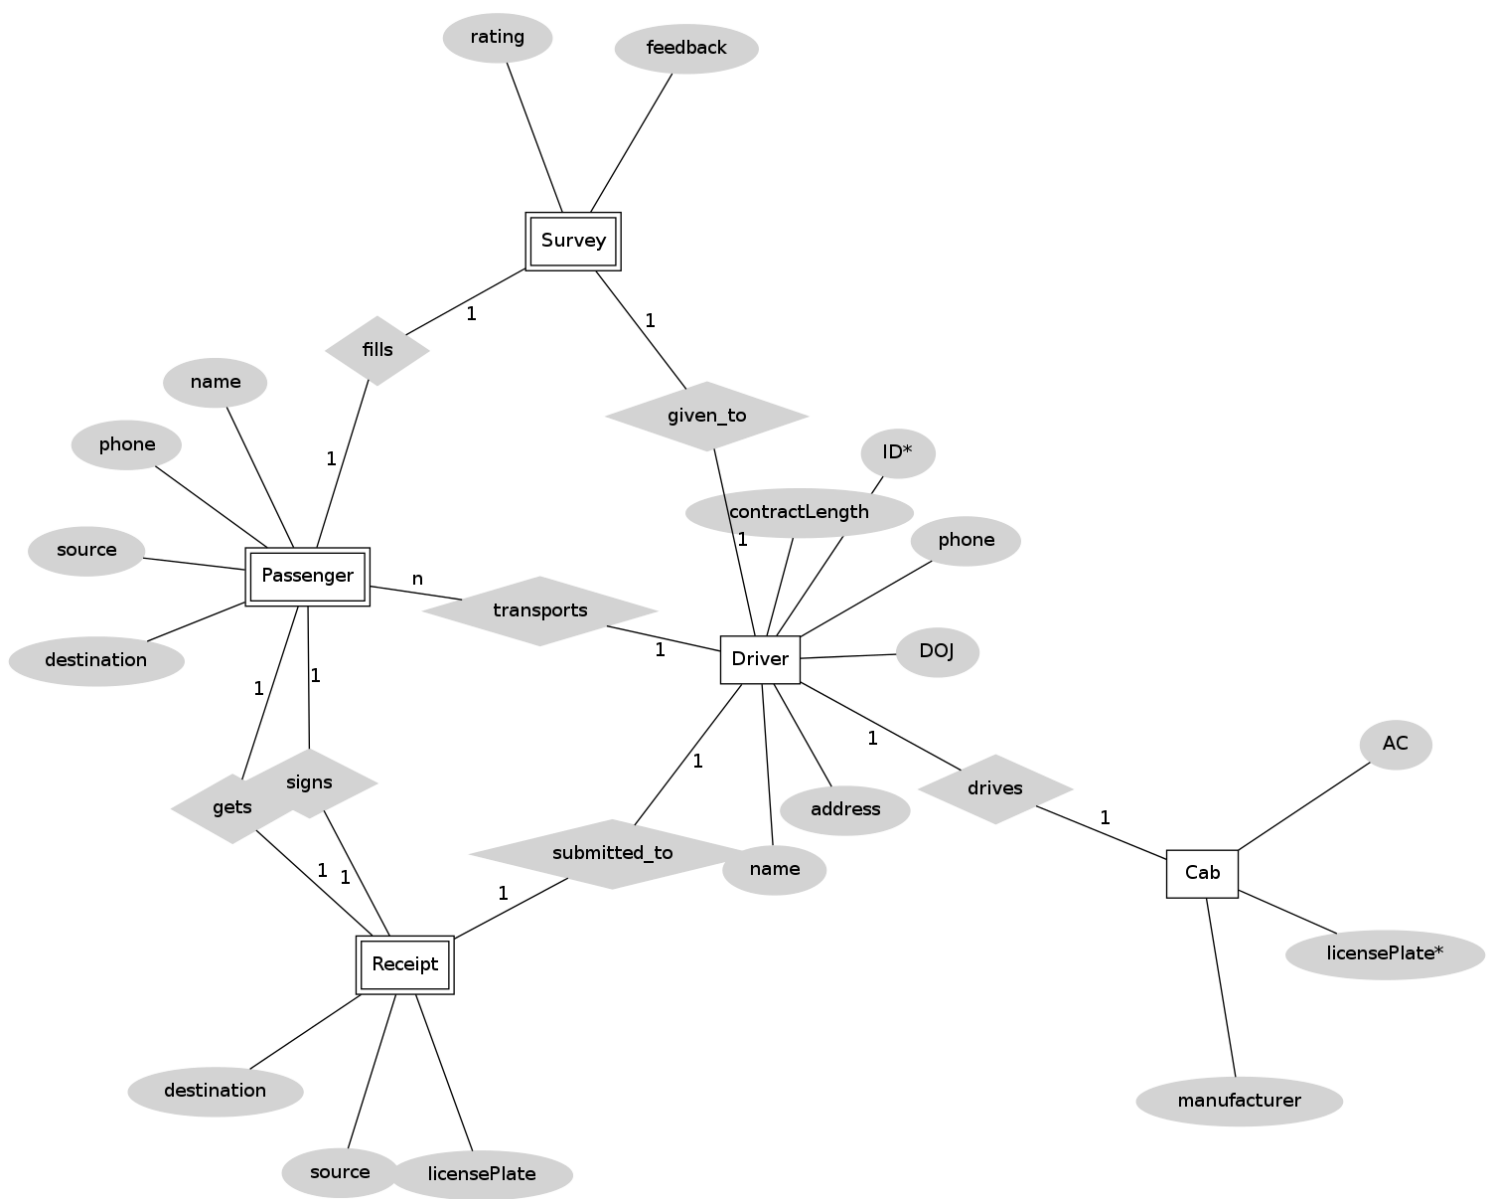 rating
feedback
Survey
1
1
fills
name
given_to
phone
ID*
1
contractLength
1
phone
source
Passenger
n
transports
1
Driver
DOJ
destination
1
1
1
1
AC
signs
gets
drives
address
1
submitted_to
name
1
1
1
Cab
licensePlate*
Receipt
destination
manufacturer
source
licensePlate